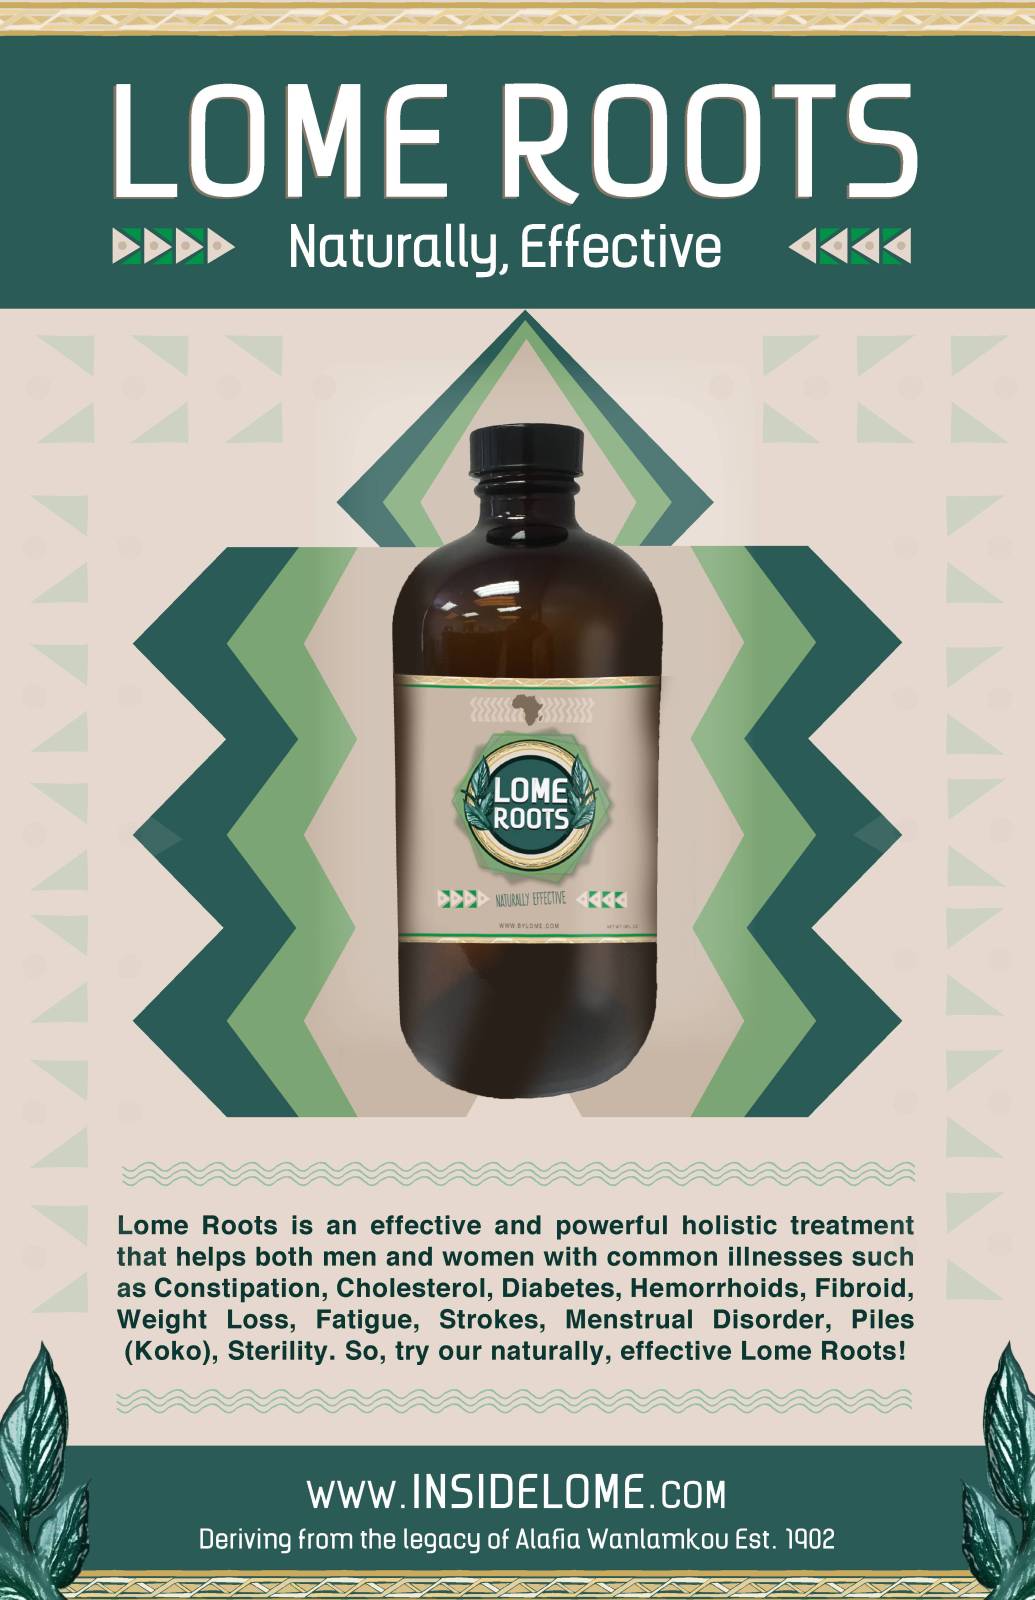 LOME ROOTS
Naturally, Effective
LOME
ROOTS
NATURALLY EFFECTIVE
WWW.BYLOME.COM
Lome Roots is an effective and powerful holistic treatment
that helps both men and women with common illnesses such
as Constipation, Cholesterol, Diabetes, Hemorrhoids, Fibroid,
Weight Loss, Fatigue, Strokes, Menstrual Disorder, Piles
(Koko), Sterility. So, try our naturally, effective Lome Roots!
WWW.INSIDELOME.COM
Deriving from the legacy of Alafia Wanlamkou Est. 1902